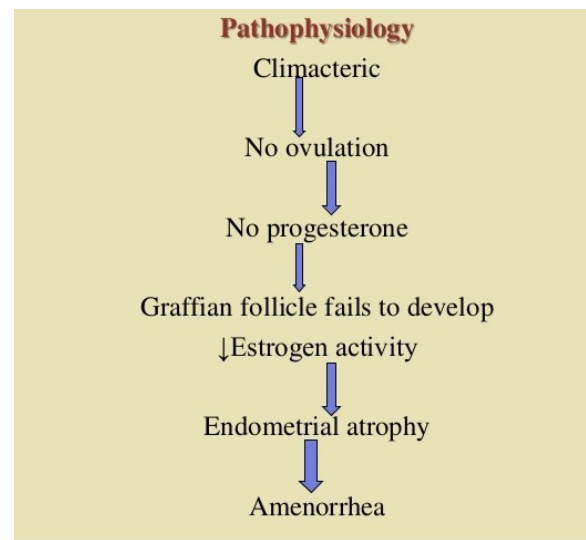 Pathophysiology
Climacteric
No ovulation
No progesterone
Graffian follicle fails to develop
↓Estrogen activity
Endometrial atrophy
Amenorrhea